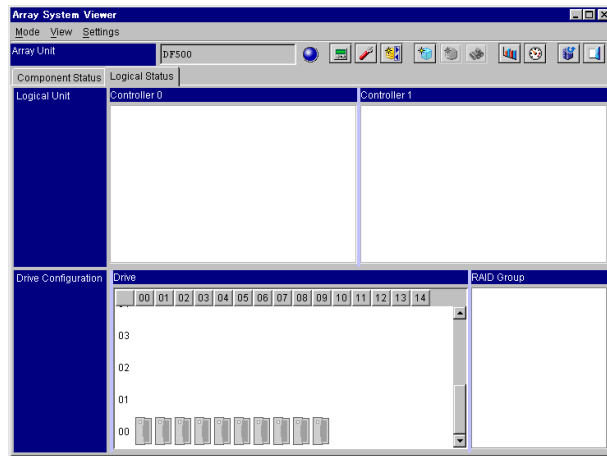 Array System Viewer
Mode View Settings
Array Unit
DF500
Component Status
Logical Status
Logical Unit
Controller 0
Controller 1
Drive Configuration
Drive
RAID Group
00 01 02 03 04 05 06 07 08 09 10 11 12 13 14
03
02
01
00